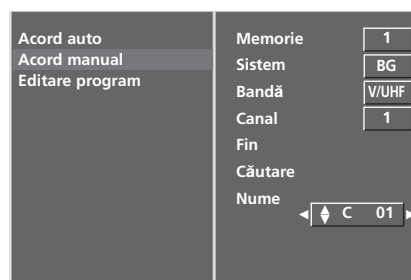 Acord auto
Acord manual
Editare program
Memorie 1
Sistem BG
Bandă V/UHF
Canal 1
Fin
Căutare
Nume
C 01